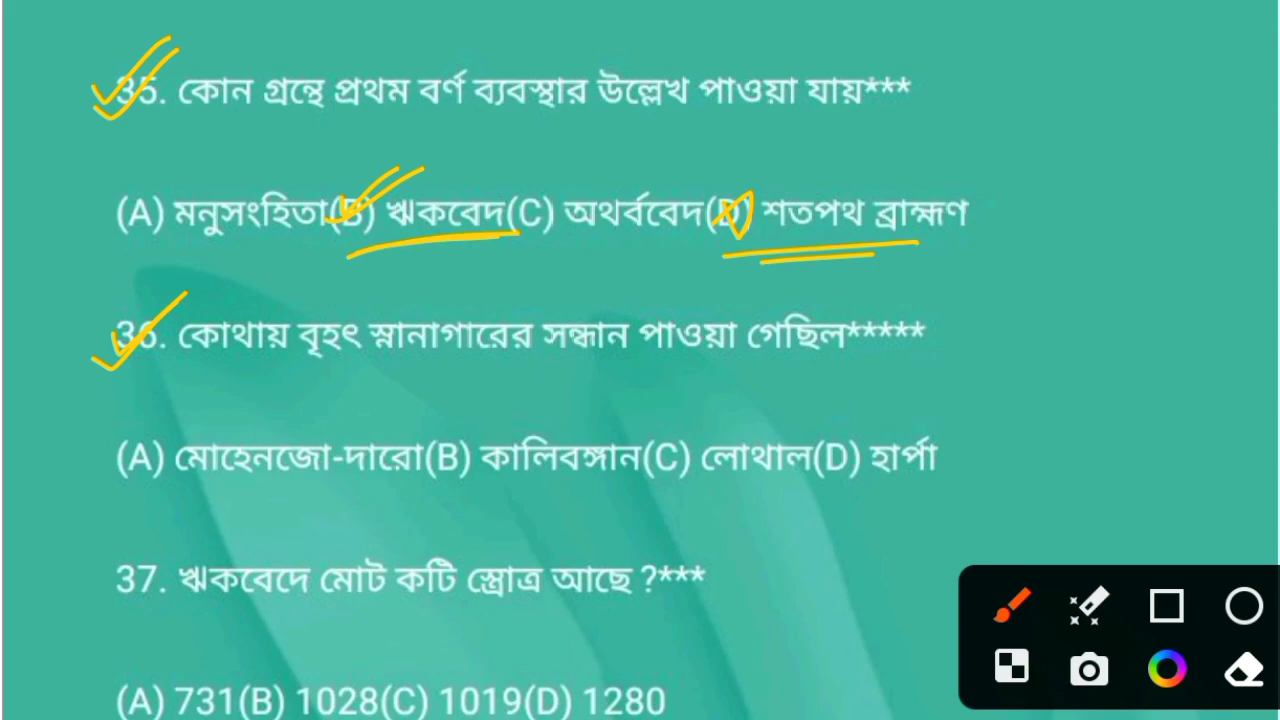 35. কোন গ্রন্থে প্রথম বর্ণ ব্যবস্থার উল্লেখ পাওয়া যায়***
(A) মনুসংহিতা(B) ঋকবেদ(C) অথর্ববেদ(D) শতপথ ব্রাহ্মণ
36. কোথায় বৃহৎ স্নানাগারের সন্ধান পাওয়া গেছিল*****
(A) মোহেনজো-দারো(B) কালিবঙ্গান(C) লোথাল(D) হার্পা
37. ঋকবেদে মোট কটি স্ত্রোত্র আছে ?***
(A) 731(B) 1028(C) 1019(D) 1280